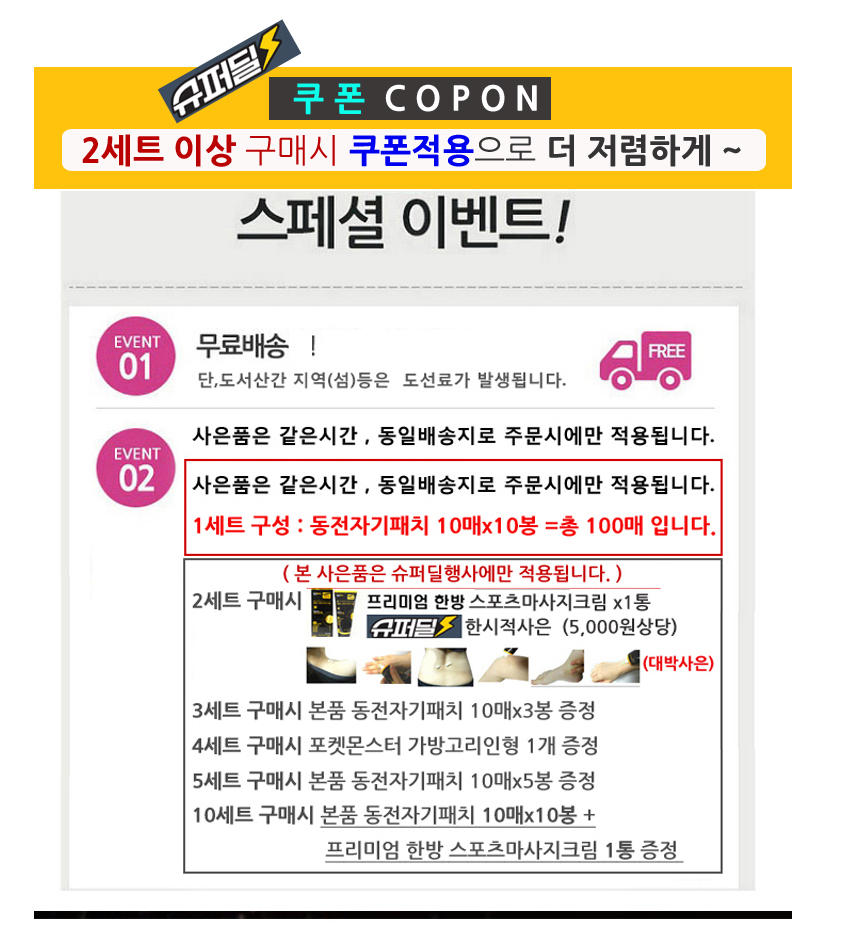 슈퍼딜
쿠폰 COPON
2세트 이상 구매시 쿠폰적용으로 더 저렴하게 ~
스페셜 이벤트!
EVENT
01
무료배송 !
단,도서산간 지역(섬)등은 도선료가 발생됩니다.
FREE
EVENT
02
사은품은 같은시간 , 동일배송지로 주문시에만 적용됩니다.
사은품은 같은시간 , 동일배송지로 주문시에만 적용됩니다.
1세트 구성 : 동전자기패치 10매x10봉 =총 100매 입니다.
( 본 사은품은 슈퍼딜행사에만 적용됩니다. )
2세트 구매시 프리미엄 한방 스포츠마사지크림 x1통
슈퍼딜 한시적사은 (5,000원상당)
(대박사은)
3세트 구매시 본품 동전자기패치 10매x3봉 증정
4세트 구매시 포켓몬스터 가방고리인형 1개 증정
5세트 구매시 본품 동전자기패치 10매x5봉 증정
10세트 구매시 본품 동전자기패치 10매x10봉 +
프리미엄 한방 스포츠마사지크림 1통 증정